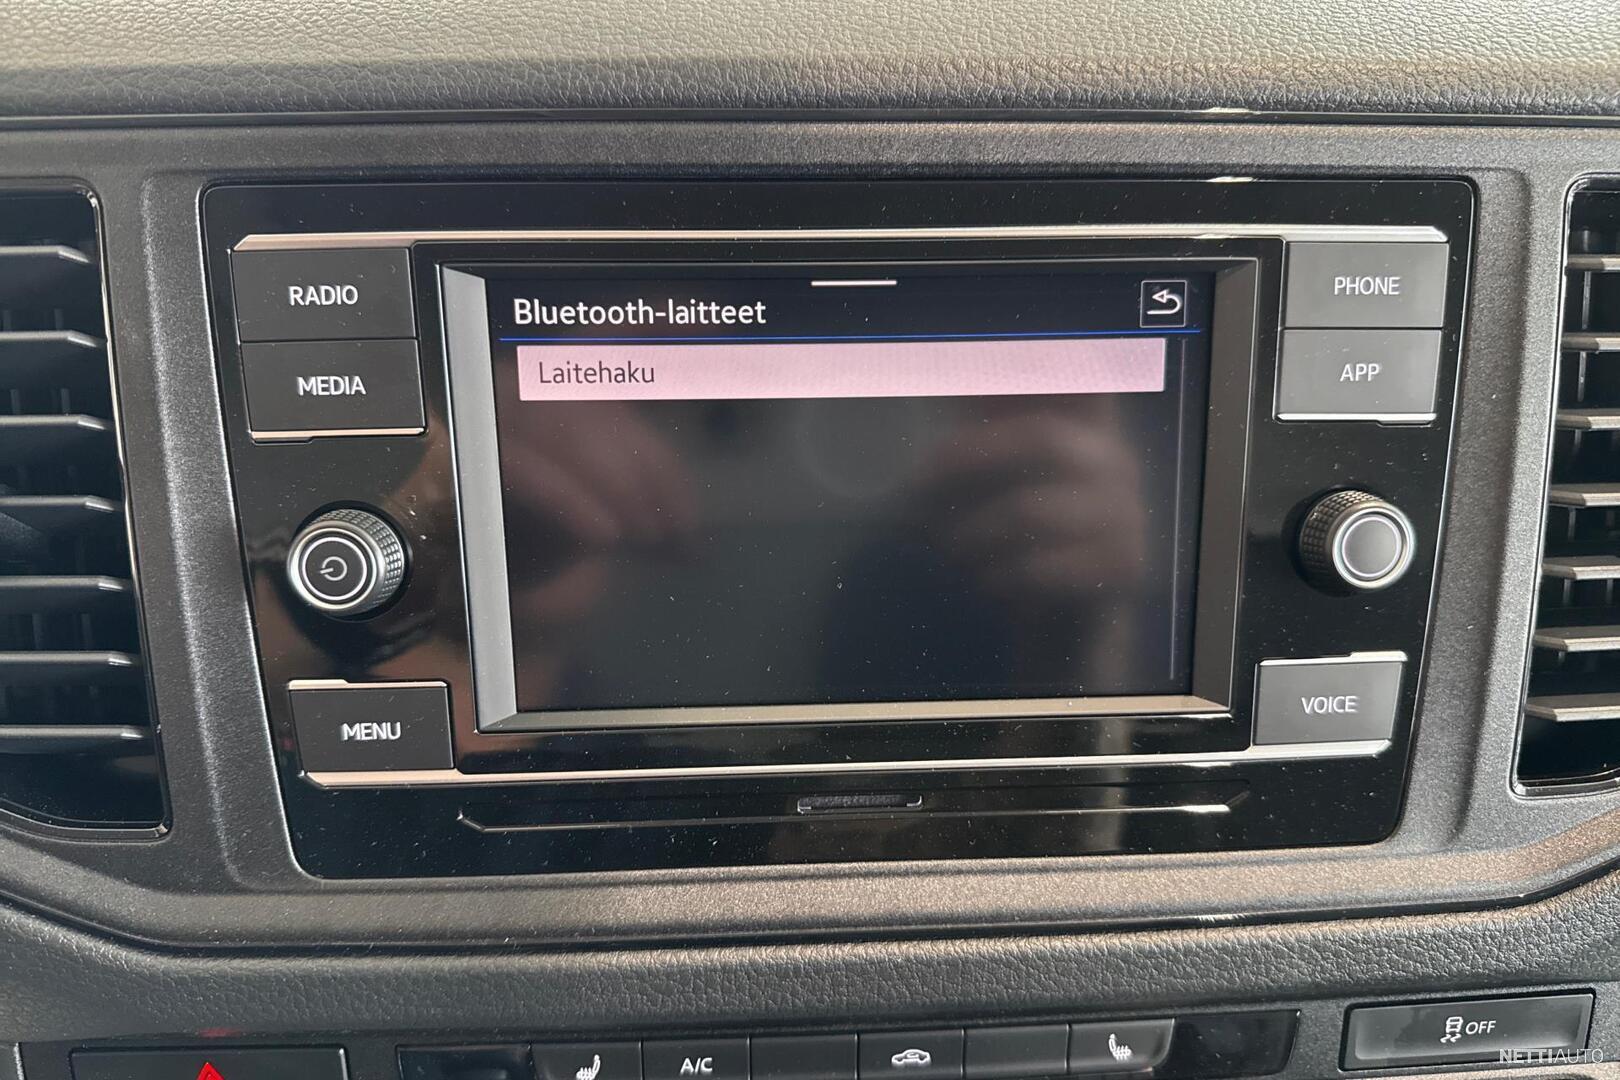 RADIO
MEDIA
MENU
Bluetooth-laitteet
Laitehaku
PHONE
APP
VOICE
A/C
OFF
NETTIAUTO